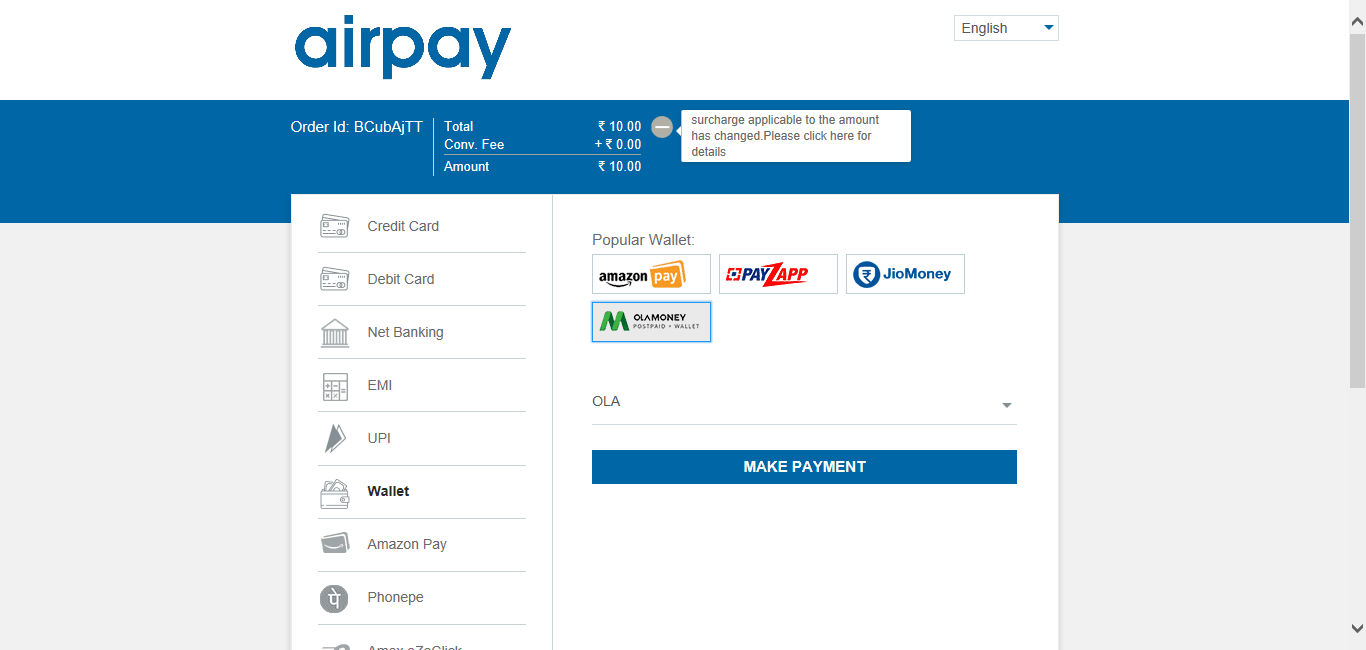 airpay
English
Order Id: BCubAjTT
Total ₹ 10.00
Conv. Fee + ₹ 0.00
Amount ₹ 10.00
surcharge applicable to the amount
has changed.Please click here for
details
Credit Card
Debit Card
Net Banking
EMI
UPI
Wallet
Amazon Pay
Phonepe
Amex eZeClick
Popular Wallet:
amazon pay
PAYZAPP
JioMoney
OLAMONEY
POSTPAID + WALLET
OLA
MAKE PAYMENT